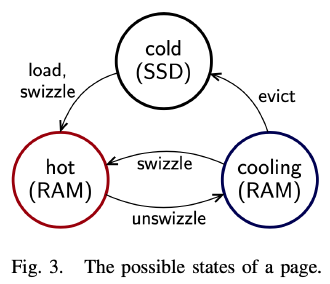 cold
(SSD)
load,
swizzle
evict
hot
(RAM)
swizzle
cooling
(RAM)
unswizzle
Fig. 3. The possible states of a page.